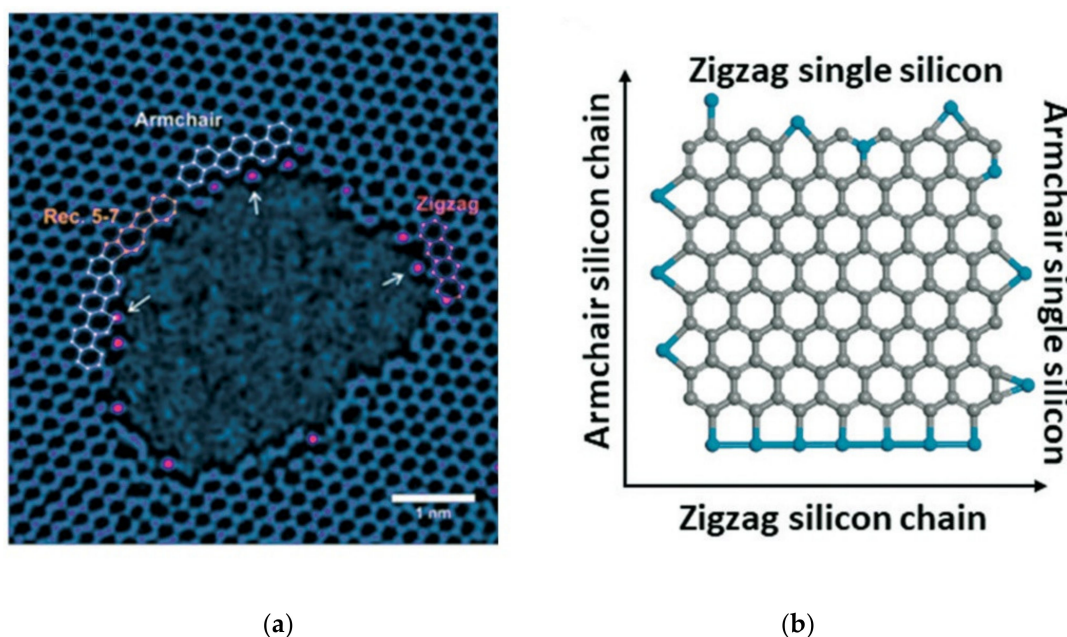 Armchair
Rec. 5-7
Zigzag
1 nm
Zigzag single silicon
Armchair silicon chain
Armchair single silicon
Zigzag silicon chain
(a)
(b)